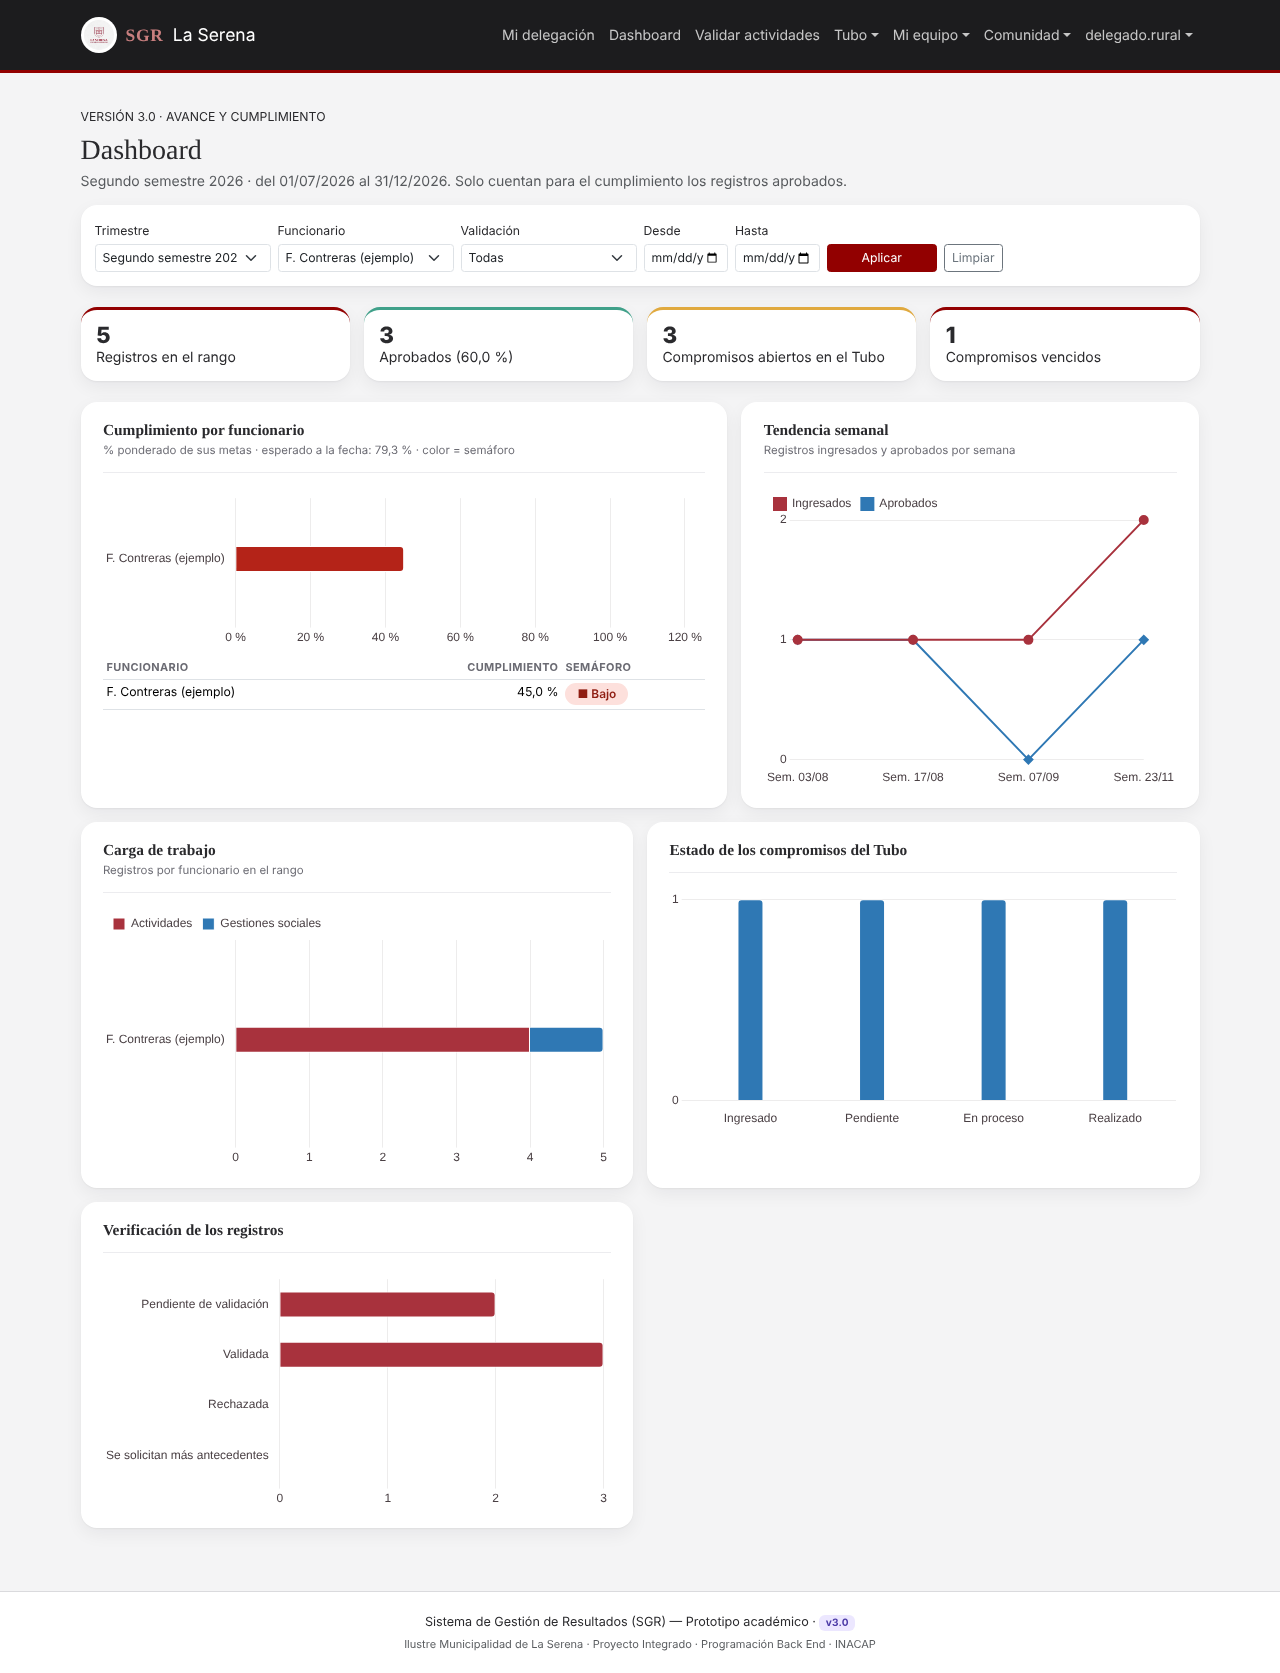 SGR La Serena
Mi delegación Dashboard Validar actividades Tubo Mi equipo Comunidad delegado.rural
VERSIÓN 3.0 · AVANCE Y CUMPLIMIENTO
Dashboard
Segundo semestre 2026 · del 01/07/2026 al 31/12/2026. Solo cuentan para el cumplimiento los registros aprobados.
Trimestre Funcionario Validación Desde Hasta
Segundo semestre 202 F. Contreras (ejemplo) Todas mm/dd/y mm/dd/y Aplicar Limpiar
5 3 3 1
Registros en el rango Aprobados (60,0 %) Compromisos abiertos en el Tubo Compromisos vencidos
Cumplimiento por funcionario
% ponderado de sus metas · esperado a la fecha: 79,3 % · color = semáforo
F. Contreras (ejemplo)
0 % 20 % 40 % 60 % 80 % 100 % 120 %
FUNCIONARIO CUMPLIMIENTO SEMÁFORO
F. Contreras (ejemplo) 45,0 % Bajo
Tendencia semanal
Registros ingresados y aprobados por semana
Ingresados Aprobados
2
1
0
Sem. 03/08 Sem. 17/08 Sem. 07/09 Sem. 23/11
Carga de trabajo
Registros por funcionario en el rango
Actividades Gestiones sociales
F. Contreras (ejemplo)
0 1 2 3 4 5
Estado de los compromisos del Tubo
1
0
Ingresado Pendiente En proceso Realizado
Verificación de los registros
Pendiente de validación
Validada
Rechazada
Se solicitan más antecedentes
0 1 2 3
Sistema de Gestión de Resultados (SGR) — Prototipo académico · v3.0
Ilustre Municipalidad de La Serena · Proyecto Integrado · Programación Back End · INACAP